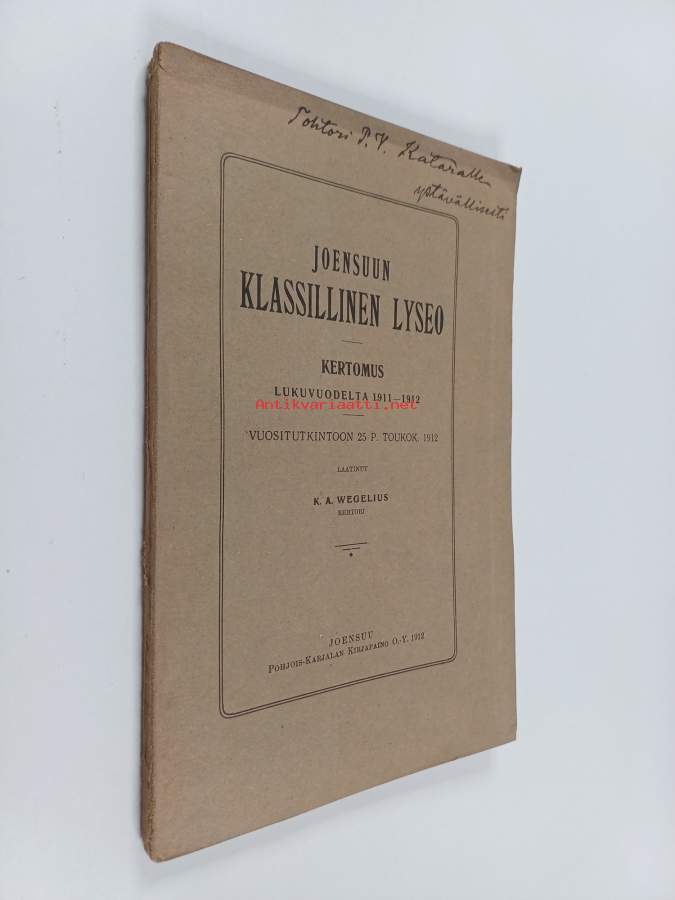 Tohtori P. V. Kataralle
ystävällisesti
JOENSUUN
KLASSILLINEN LYSEO
KERTOMUS
LUKUVUODELTA 1911—1912
Antikvariaatti.net
VUOSITUTKINTOON 25 P. TOUKOK. 1912
LAATINUT
K. A. WEGELIUS
REHTORI
JOENSUU
POHJOIS-KARJALAN KIRJAPAINO O.-Y. 1912